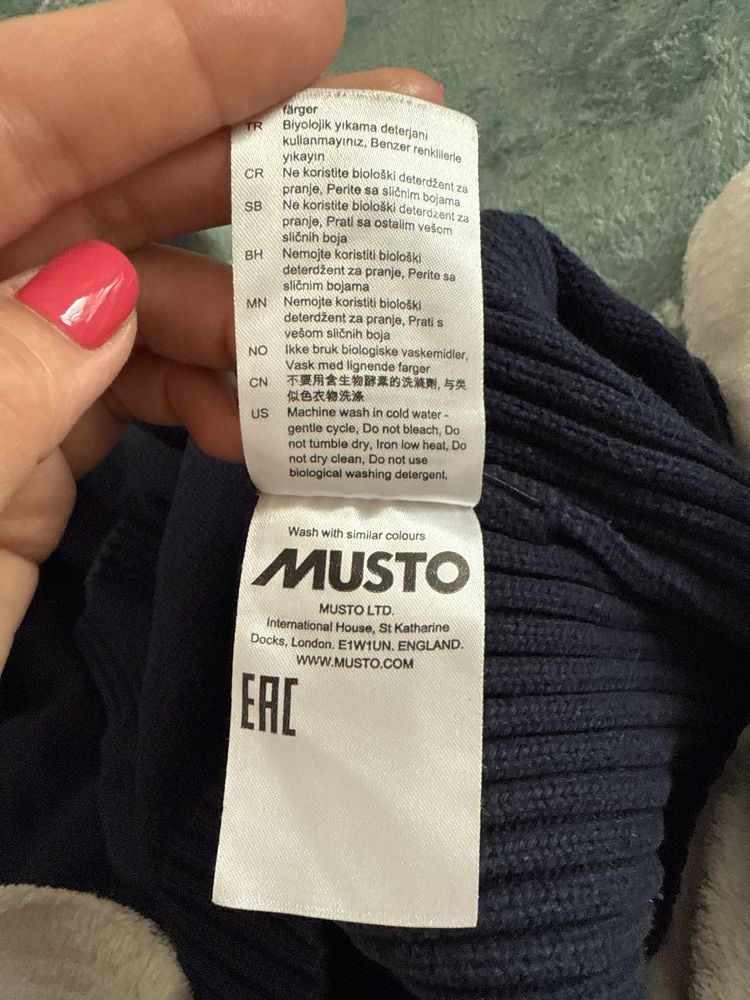 färger
TR Biyolojik yıkama deterjani
kullanmayınız, Benzer renklilerle
yıkayın
CR Ne koristite biološki deterdžent za
pranje, Perite sa sličnim bojama
SB Ne koristite biološki deterdzent za
pranje, Prati sa ostalim vešom
sličnih boja
BH Nemojte koristiti biološki
deterdžent za pranje, Perite sa
sličnim bojama
MN Nemojte koristiti biološki
deterdžent za pranje, Prati s
vešom sličnih boja
NO Ikke bruk biologiske vaskemidler,
Vask med lignende farger
CN 不要用含生物酵素的洗滌劑, 与类
似色衣物洗涤
US Machine wash in cold water -
gentle cycle, Do not bleach, Do
not tumble dry, Iron low heat, Do
not dry clean, Do not use
biological washing detergent,
Wash with similar colours
MUSTO
MUSTO LTD.
International House, St Katharine
Docks, London. E1W1UN. ENGLAND.
WWW.MUSTO.COM
EAC